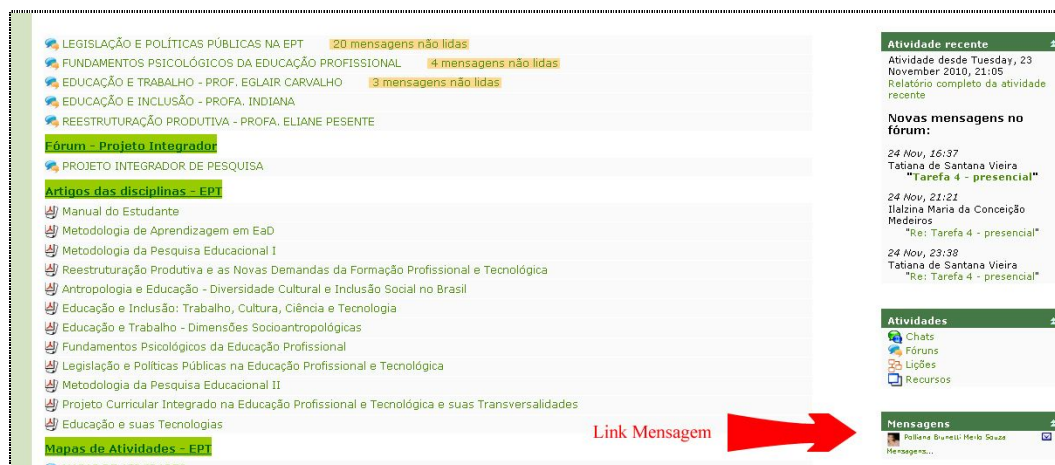 LEGISLAÇÃO E POLÍTICAS PÚBLICAS NA EPT 20 mensagens não lidas
FUNDAMENTOS PSICOLÓGICOS DA EDUCAÇÃO PROFISSIONAL 4 mensagens não lidas
EDUCAÇÃO E TRABALHO - PROF. EGLAIR CARVALHO 3 mensagens não lidas
EDUCAÇÃO E INCLUSÃO - PROFA. INDIANA
REESTRUTURAÇÃO PRODUTIVA - PROFA. ELIANE PESENTE
Fórum - Projeto Integrador
PROJETO INTEGRADOR DE PESQUISA
Artigos das disciplinas - EPT
Manual do Estudante
Metodologia de Aprendizagem em EaD
Metodologia da Pesquisa Educacional I
Reestruturação Produtiva e as Novas Demandas da Formação Profissional e Tecnológica
Antropologia e Educação - Diversidade Cultural e Inclusão Social no Brasil
Educação e Inclusão: Trabalho, Cultura, Ciência e Tecnologia
Educação e Trabalho - Dimensões Socioantropológicas
Fundamentos Psicológicos da Educação Profissional
Legislação e Políticas Públicas na Educação Profissional e Tecnológica
Metodologia da Pesquisa Educacional II
Projeto Curricular Integrado na Educação Profissional e Tecnológica e suas Transversalidades
Educação e suas Tecnologias
Mapas de Atividades - EPT
Link Mensagem
Atividade recente
Atividade desde Tuesday, 23
November 2010, 21:05
Relatório completo da atividade
recente
Novas mensagens no
fórum:
24 Nov, 16:37
Tatiana de Santana Vieira
"Tarefa 4 - presencial"
24 Nov, 21:21
Ilalzina Maria da Conceição
Medeiros
"Re: Tarefa 4 - presencial"
24 Nov, 23:38
Tatiana de Santana Vieira
"Re: Tarefa 4 - presencial"
Atividades
Chats
Fóruns
Lições
Recursos
Mensagens
Polliana Brunelli Merlo Souza
Mensagens...